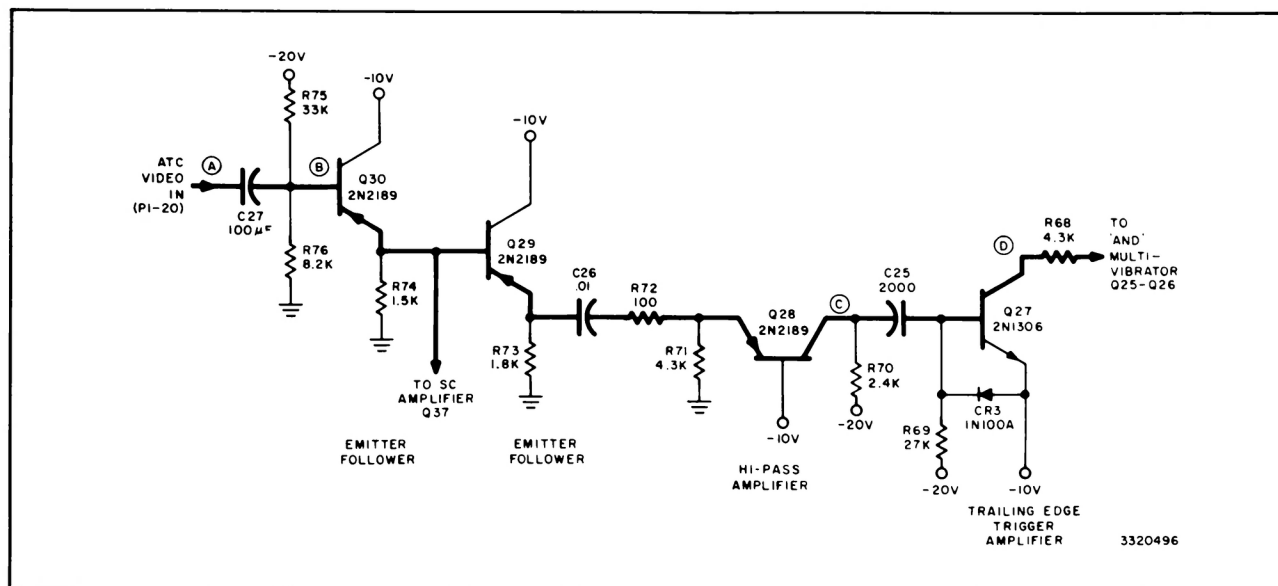 -20V
R75
33K
-10V
-10V
ATC
VIDEO
IN
(P1-20)
A
C27
100µF
B
Q30
2N2189
R76
8.2K
R74
1.5K
TO SC
AMPLIFIER
Q37
Q29
2N2189
R73
1.8K
C26
.01
R72
100
R71
4.3K
Q28
2N2189
-10V
C
C25
2000
R70
2.4K
-20V
D
R68
4.3K
TO
'AND'
MULTI-
VIBRATOR
Q25-Q26
Q27
2N1306
CR3
1N100A
R69
27K
-20V
-10V
EMITTER
FOLLOWER
EMITTER
FOLLOWER
HI-PASS
AMPLIFIER
TRAILING EDGE
TRIGGER
AMPLIFIER
3320496